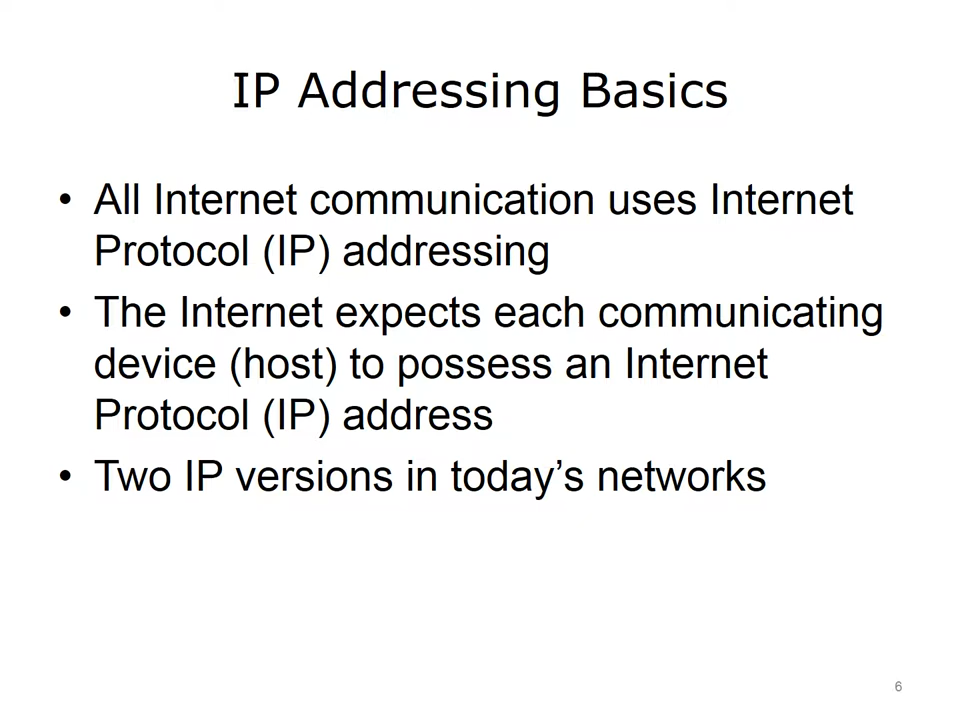 IP Addressing Basics
• All Internet communication uses Internet
Protocol (IP) addressing
• The Internet expects each communicating
device (host) to possess an Internet
Protocol (IP) address
• Two IP versions in today’s networks
6